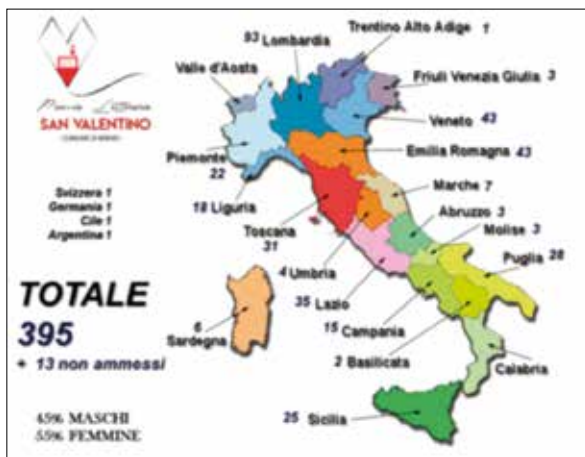 93 Lombardia
Trentino Alto Adige 1
Valle d'Aosta
Friuli Venezia Giulia 3
SAN VALENTINO
Veneto 43
Piemonte
22
Emilia Romagna 43
Marche 7
Svizzera 1
Germania 1
Cile 1
Argentina 1
18 Liguria
Abruzzo 3
Toscana
31
Molise 3
4 Umbria
Puglia 28
TOTALE
395
+ 13 non ammessi
35 Lazio
6
Sardegna
15 Campania
2 Basilicata
Calabria
25 Sicilia
45% MASCHI
55% FEMMINE